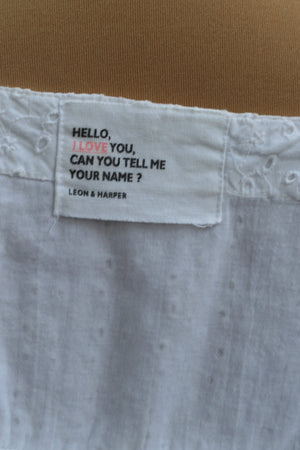 HELLO,
I LOVE YOU,
CAN YOU TELL ME
YOUR NAME ?
LEON & HARPER